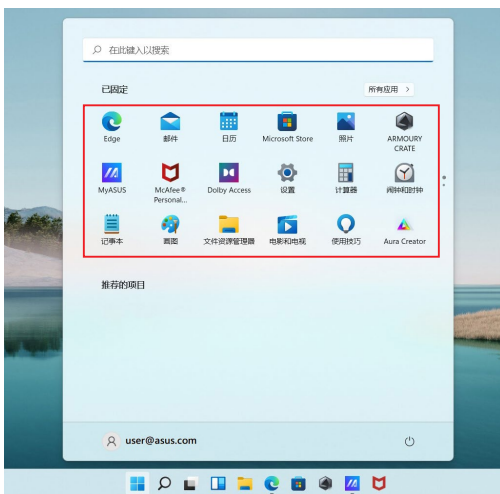 在此键入以搜索
已固定 所有应用 >
Edge 邮件 日历 Microsoft Store 照片 ARMOURY CRATE
MyASUS McAfee® Personal... Dolby Access 设置 计算器 闹钟和时钟
记事本 画图 文件资源管理器 电影和电视 使用技巧 Aura Creator
推荐的项目
user@asus.com